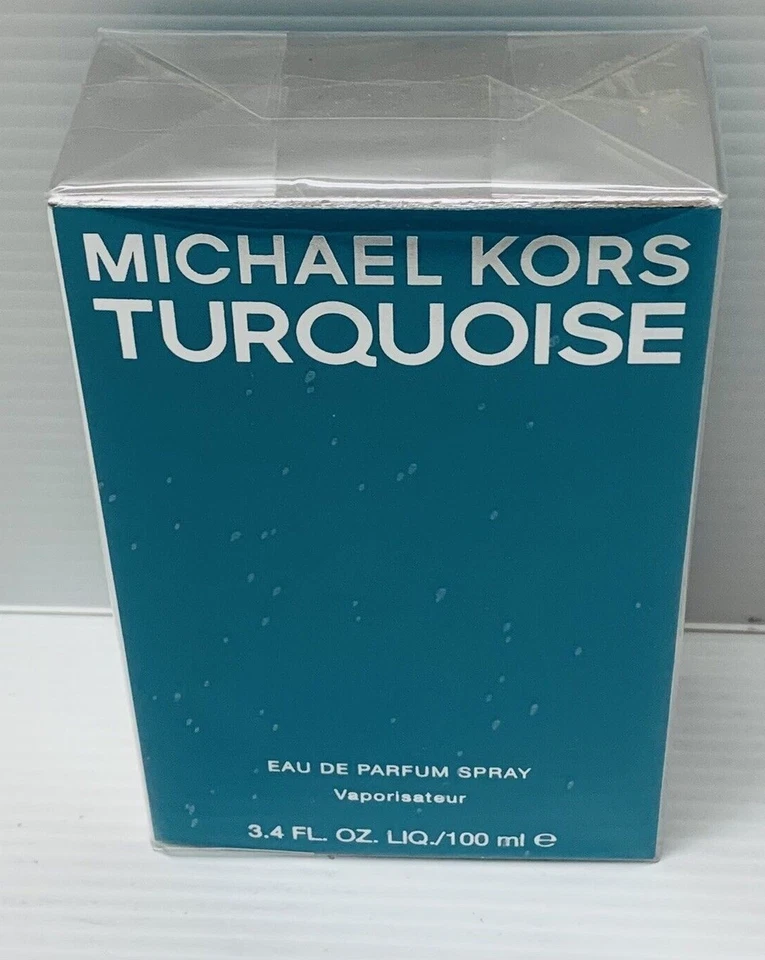 MICHAEL KORS
TURQUOISE
EAU DE PARFUM SPRAY
Vaporisateur
3.4 FL. OZ. LIQ./100 ml ℮